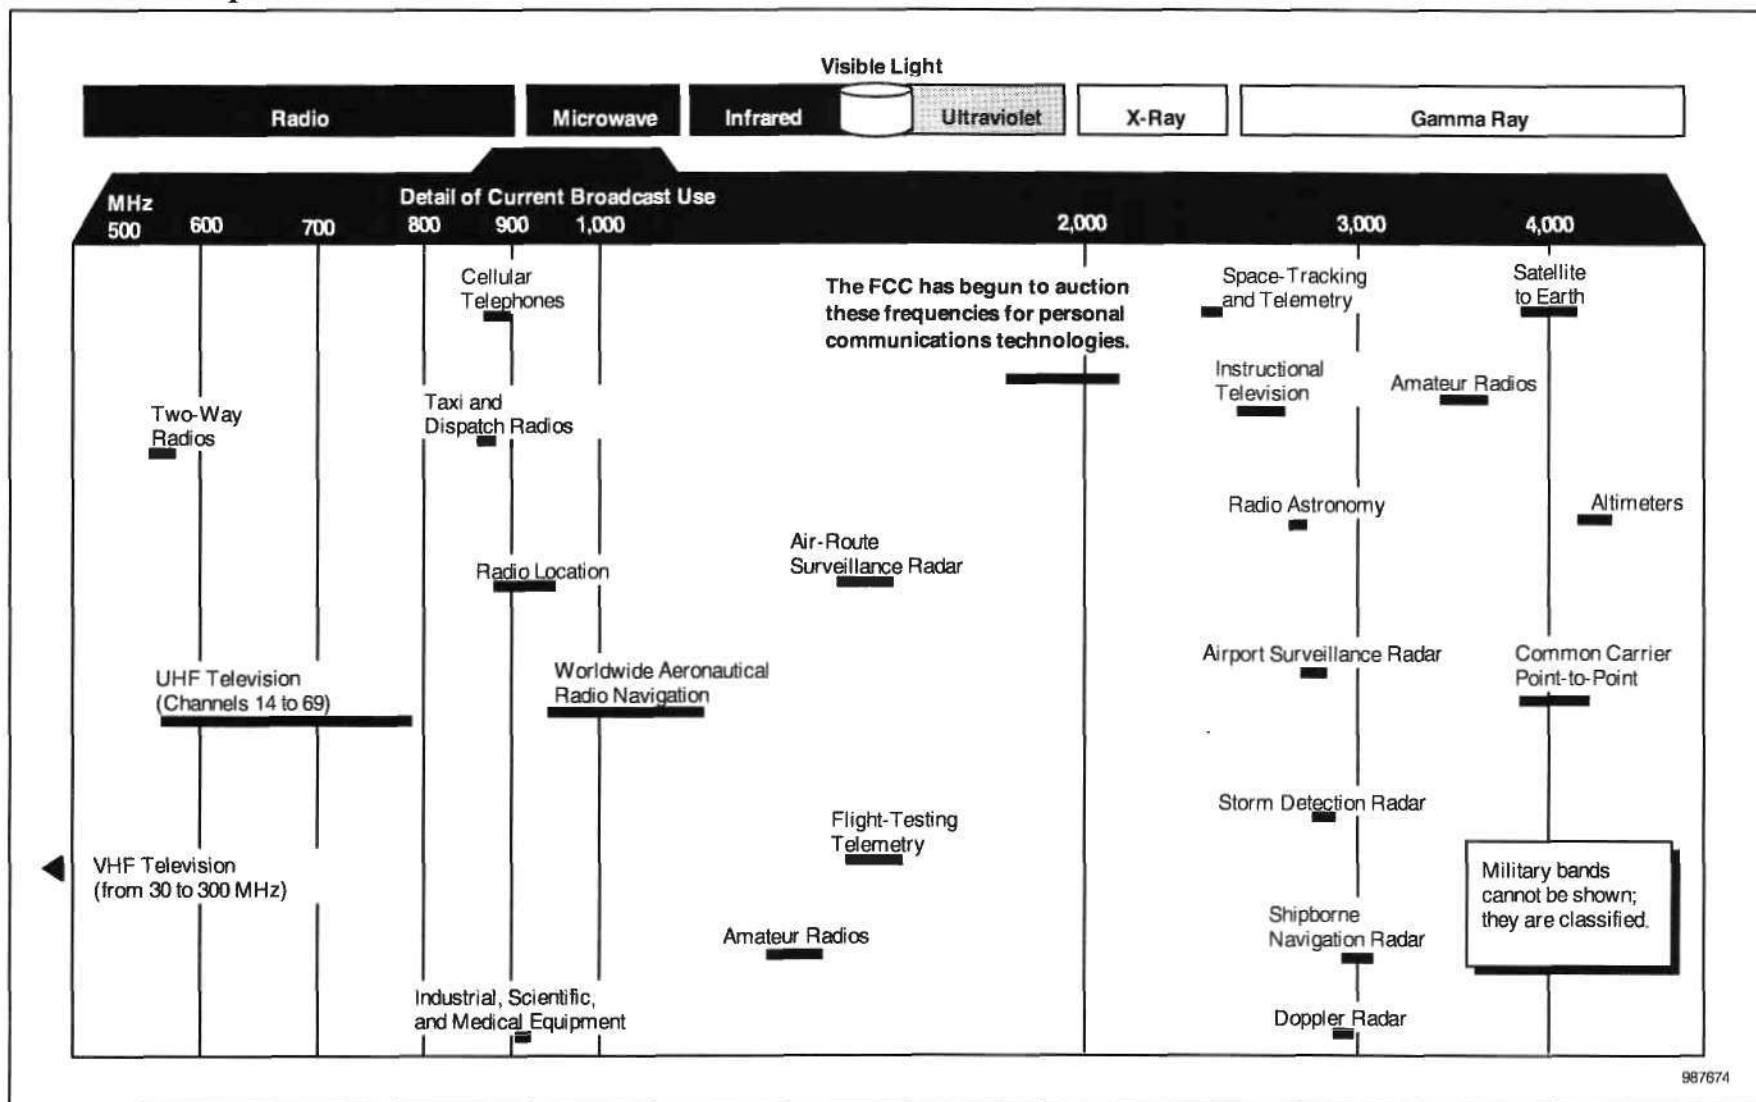 Visible Light
Radio
Microwave
Infrared
Ultraviolet
X-Ray
Gamma Ray
Detail of Current Broadcast Use
MHz
500
600
700
800
900
1,000
2,000
3,000
4,000
Cellular
Telephones
The FCC has begun to auction
these frequencies for personal
communications technologies.
Space-Tracking
and Telemetry
Satellite
to Earth
Two-Way
Radios
Taxi and
Dispatch Radios
Instructional
Television
Amateur Radios
Radio Astronomy
Altimeters
Air-Route
Surveillance Radar
Radio Location
UHF Television
(Channels 14 to 69)
Worldwide Aeronautical
Radio Navigation
Airport Surveillance Radar
Common Carrier
Point-to-Point
Storm Detection Radar
Flight-Testing
Telemetry
VHF Television
(from 30 to 300 MHz)
Military bands
cannot be shown;
they are classified.
Shipborne
Navigation Radar
Amateur Radios
Industrial, Scientific,
and Medical Equipment
Doppler Radar
987674